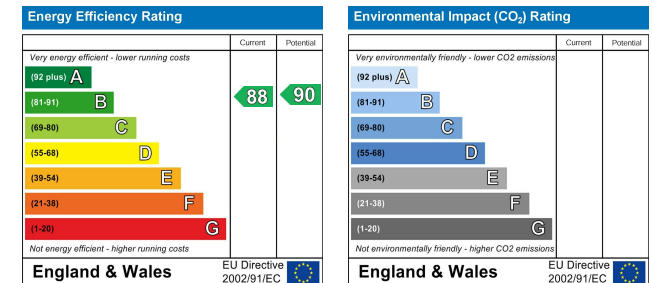 Energy Efficiency Rating
Current Potential
Very energy efficient - lower running costs
(92 plus) A
(81-91) B
88 90
(69-80) C
(55-68) D
(39-54) E
(21-38) F
(1-20) G
Not energy efficient - higher running costs
England & Wales
EU Directive
2002/91/EC
Environmental Impact (CO₂) Rating
Current Potential
Very environmentally friendly - lower CO2 emissions
(92 plus) A
(81-91) B
(69-80) C
(55-68) D
(39-54) E
(21-38) F
(1-20) G
Not environmentally friendly - higher CO2 emissions
England & Wales
EU Directive
2002/91/EC